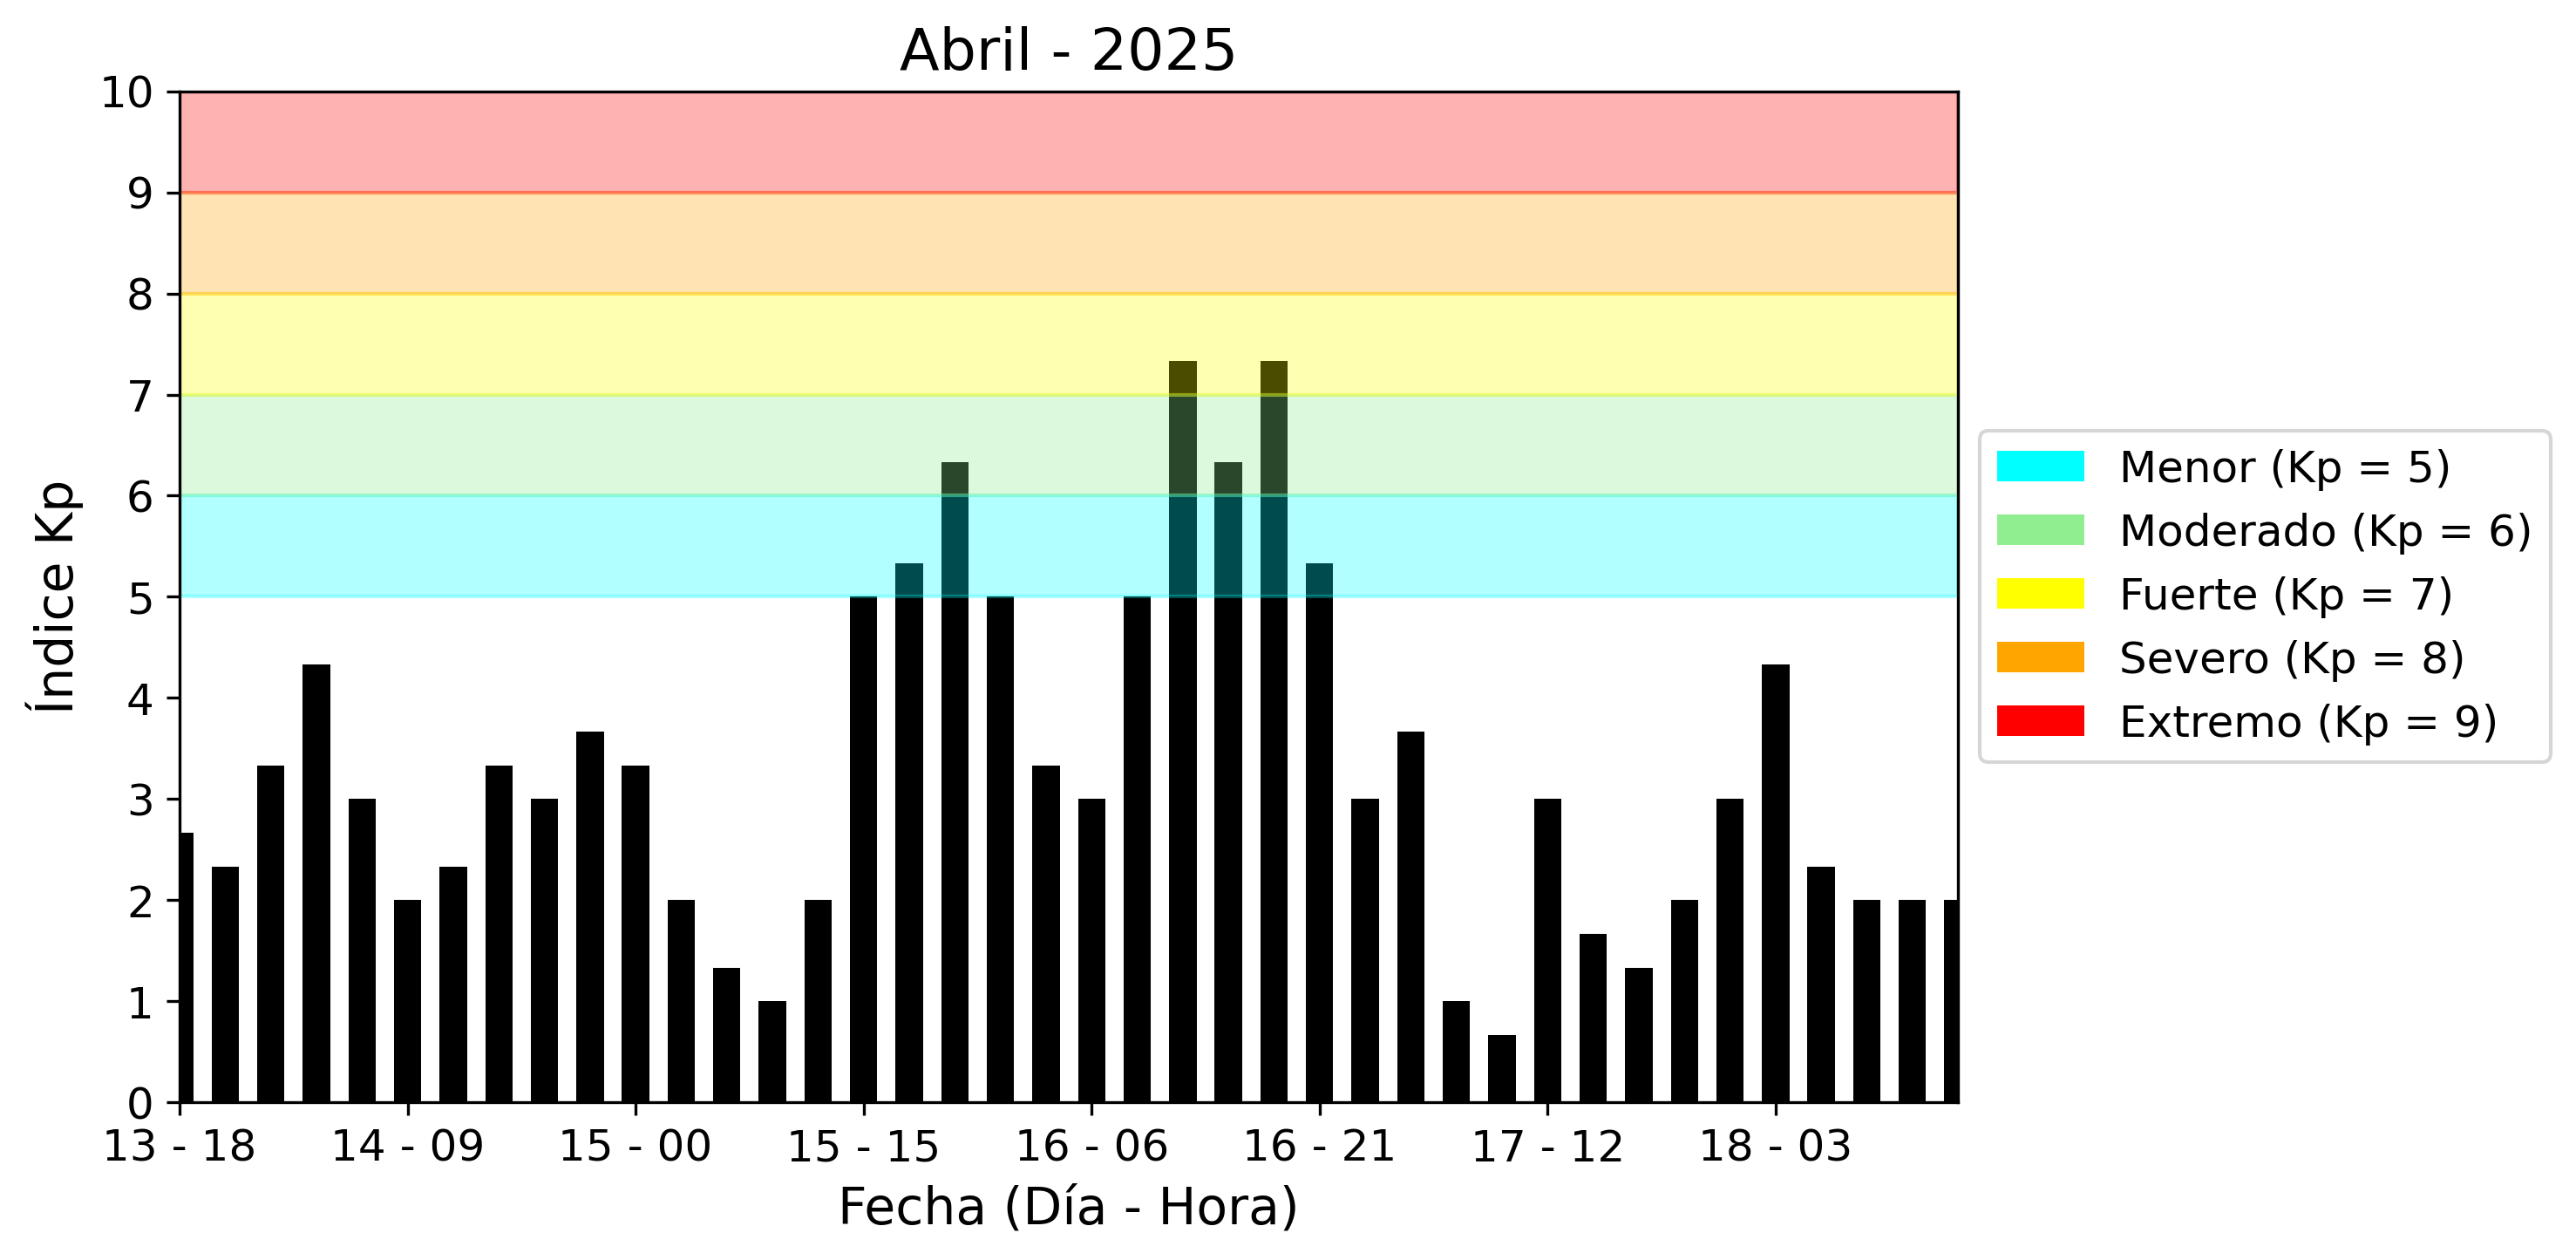 Abril - 2025
10
9
8
7
6
5
4
3
2
1
0
Índice Kp
13 - 18
14 - 09
15 - 00
15 - 15
16 - 06
16 - 21
17 - 12
18 - 03
Fecha (Día - Hora)
Menor (Kp = 5)
Moderado (Kp = 6)
Fuerte (Kp = 7)
Severo (Kp = 8)
Extremo (Kp = 9)